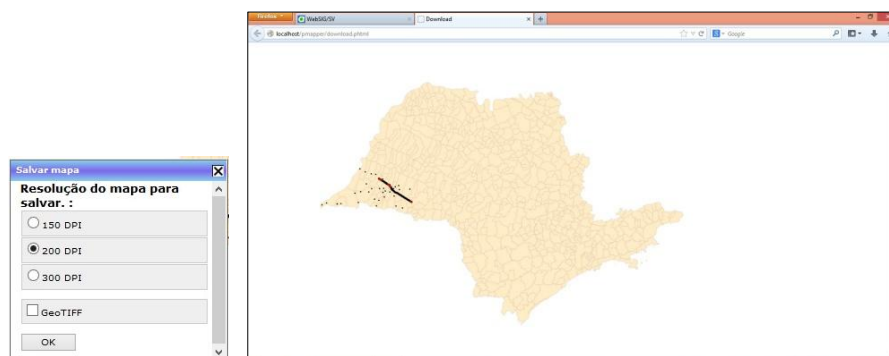 Salvar mapa
Resolução do mapa para
salvar. :
150 DPI
200 DPI
300 DPI
GeoTIFF
OK
Firefox
WebSIG/SV
Download
localhost/pmapper/download.phtml
Google